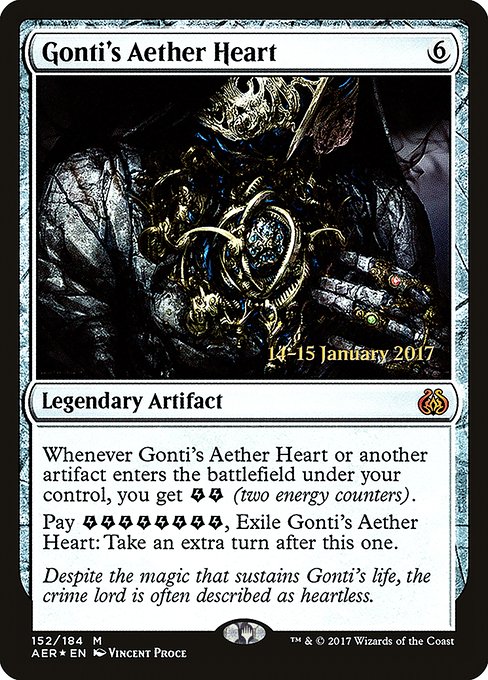 Gonti's Aether Heart 6
14-15 January 2017
Legendary Artifact
Whenever Gonti's Aether Heart or another
artifact enters the battlefield under your
control, you get (two energy counters).
Pay , Exile Gonti's Aether
Heart: Take an extra turn after this one.
Despite the magic that sustains Gonti's life, the
crime lord is often described as heartless.
152/184 M
AER★EN Vincent Proce
™ & © 2017 Wizards of the Coast